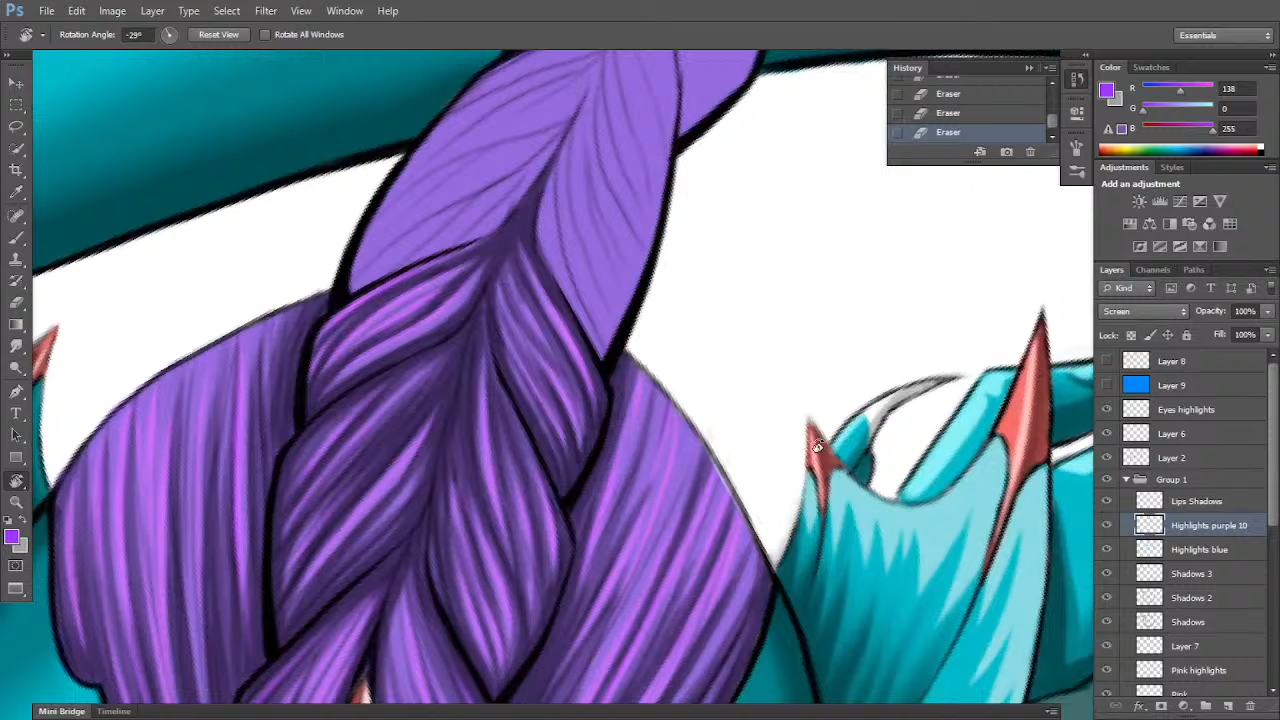 Ps File Edit Image Layer Type Select Filter View Window Help
Rotation Angle: -29° Reset View Rotate All Windows Essentials
History
Eraser
Eraser
Eraser
Color Swatches
R 138
G 0
B 255
Adjustments Styles
Add an adjustment
Layers Channels Paths
Kind
Screen Opacity: 100%
Lock: Fill: 100%
Layer 8
Layer 9
Eyes highlights
Layer 6
Layer 2
Group 1
Lips Shadows
Highlights purple 10
Highlights blue
Shadows 3
Shadows 2
Shadows
Layer 7
Pink highlights
Pink
Mini Bridge Timeline